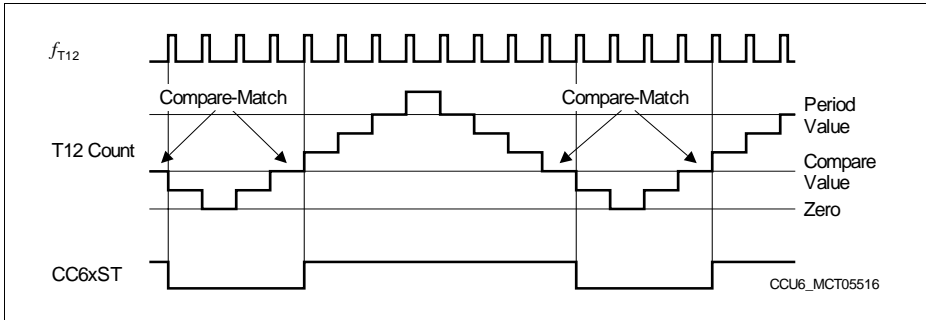 fT12
Compare-Match
Compare-Match
Period
Value
T12 Count
Compare
Value
Zero
CC6xST
CCU6_MCT05516